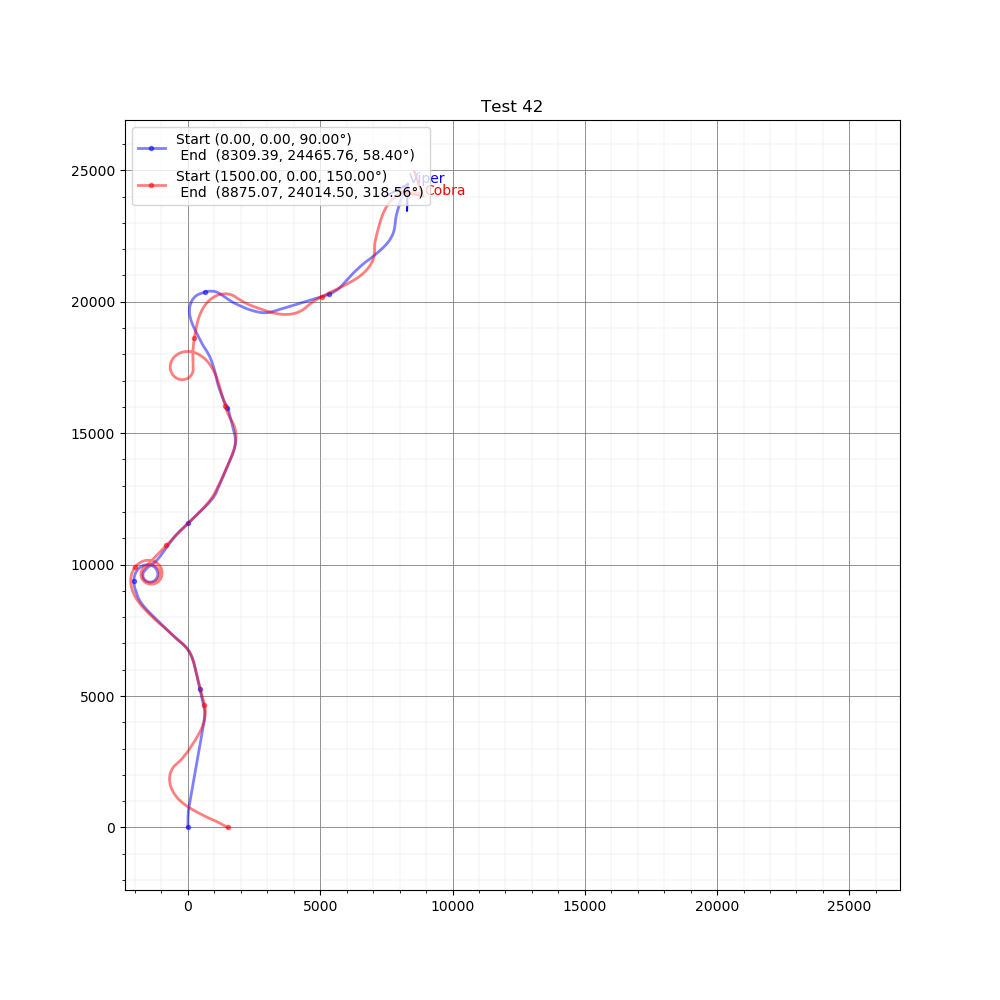 Test 42
Start (0.00, 0.00, 90.00°)
End (8309.39, 24465.76, 58.40°)
Start (1500.00, 0.00, 150.00°)
End (8875.07, 24014.50, 318.56°)
Viper
Cobra
25000
20000
15000
10000
5000
0
0 5000 10000 15000 20000 25000